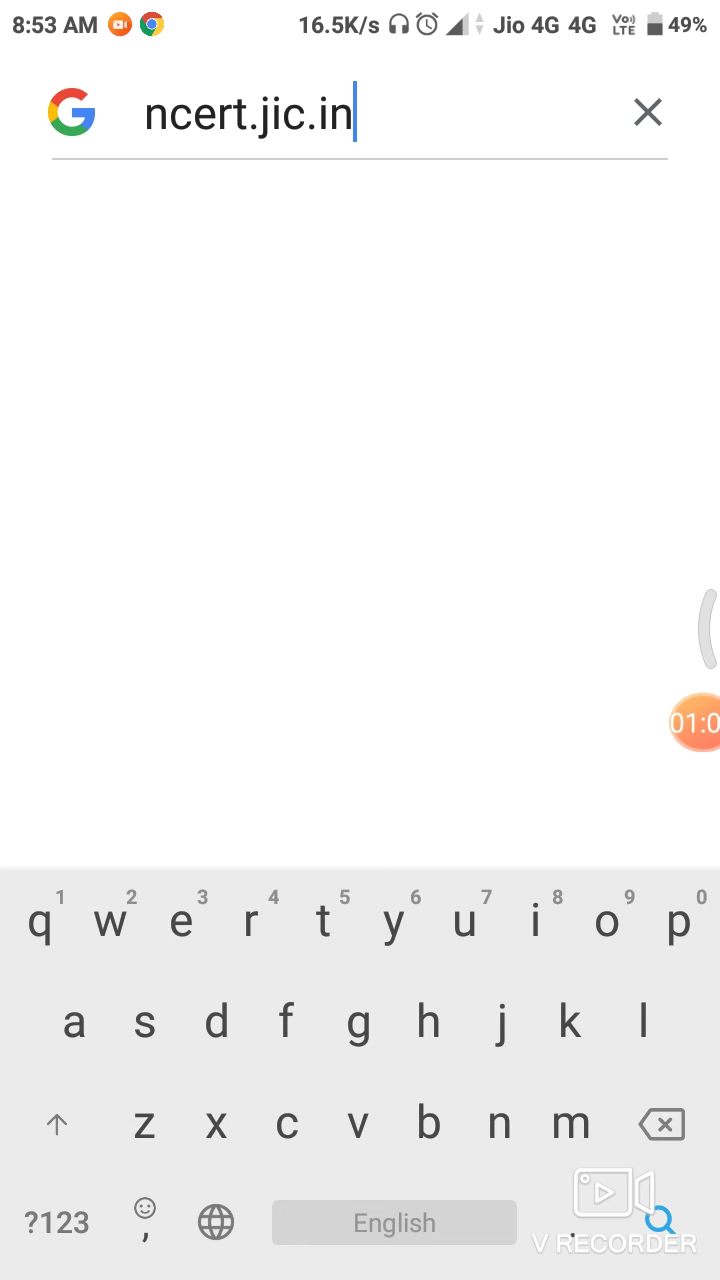 8:53 AM 16.5K/s Jio 4G 4G Vo)) LTE 49%
ncert.jic.in
01:0
1 2 3 4 5 6 7 8 9 0
q w e r t y u i o p
a s d f g h j k l
z x c v b n m
?123 , English .
V RECORDER